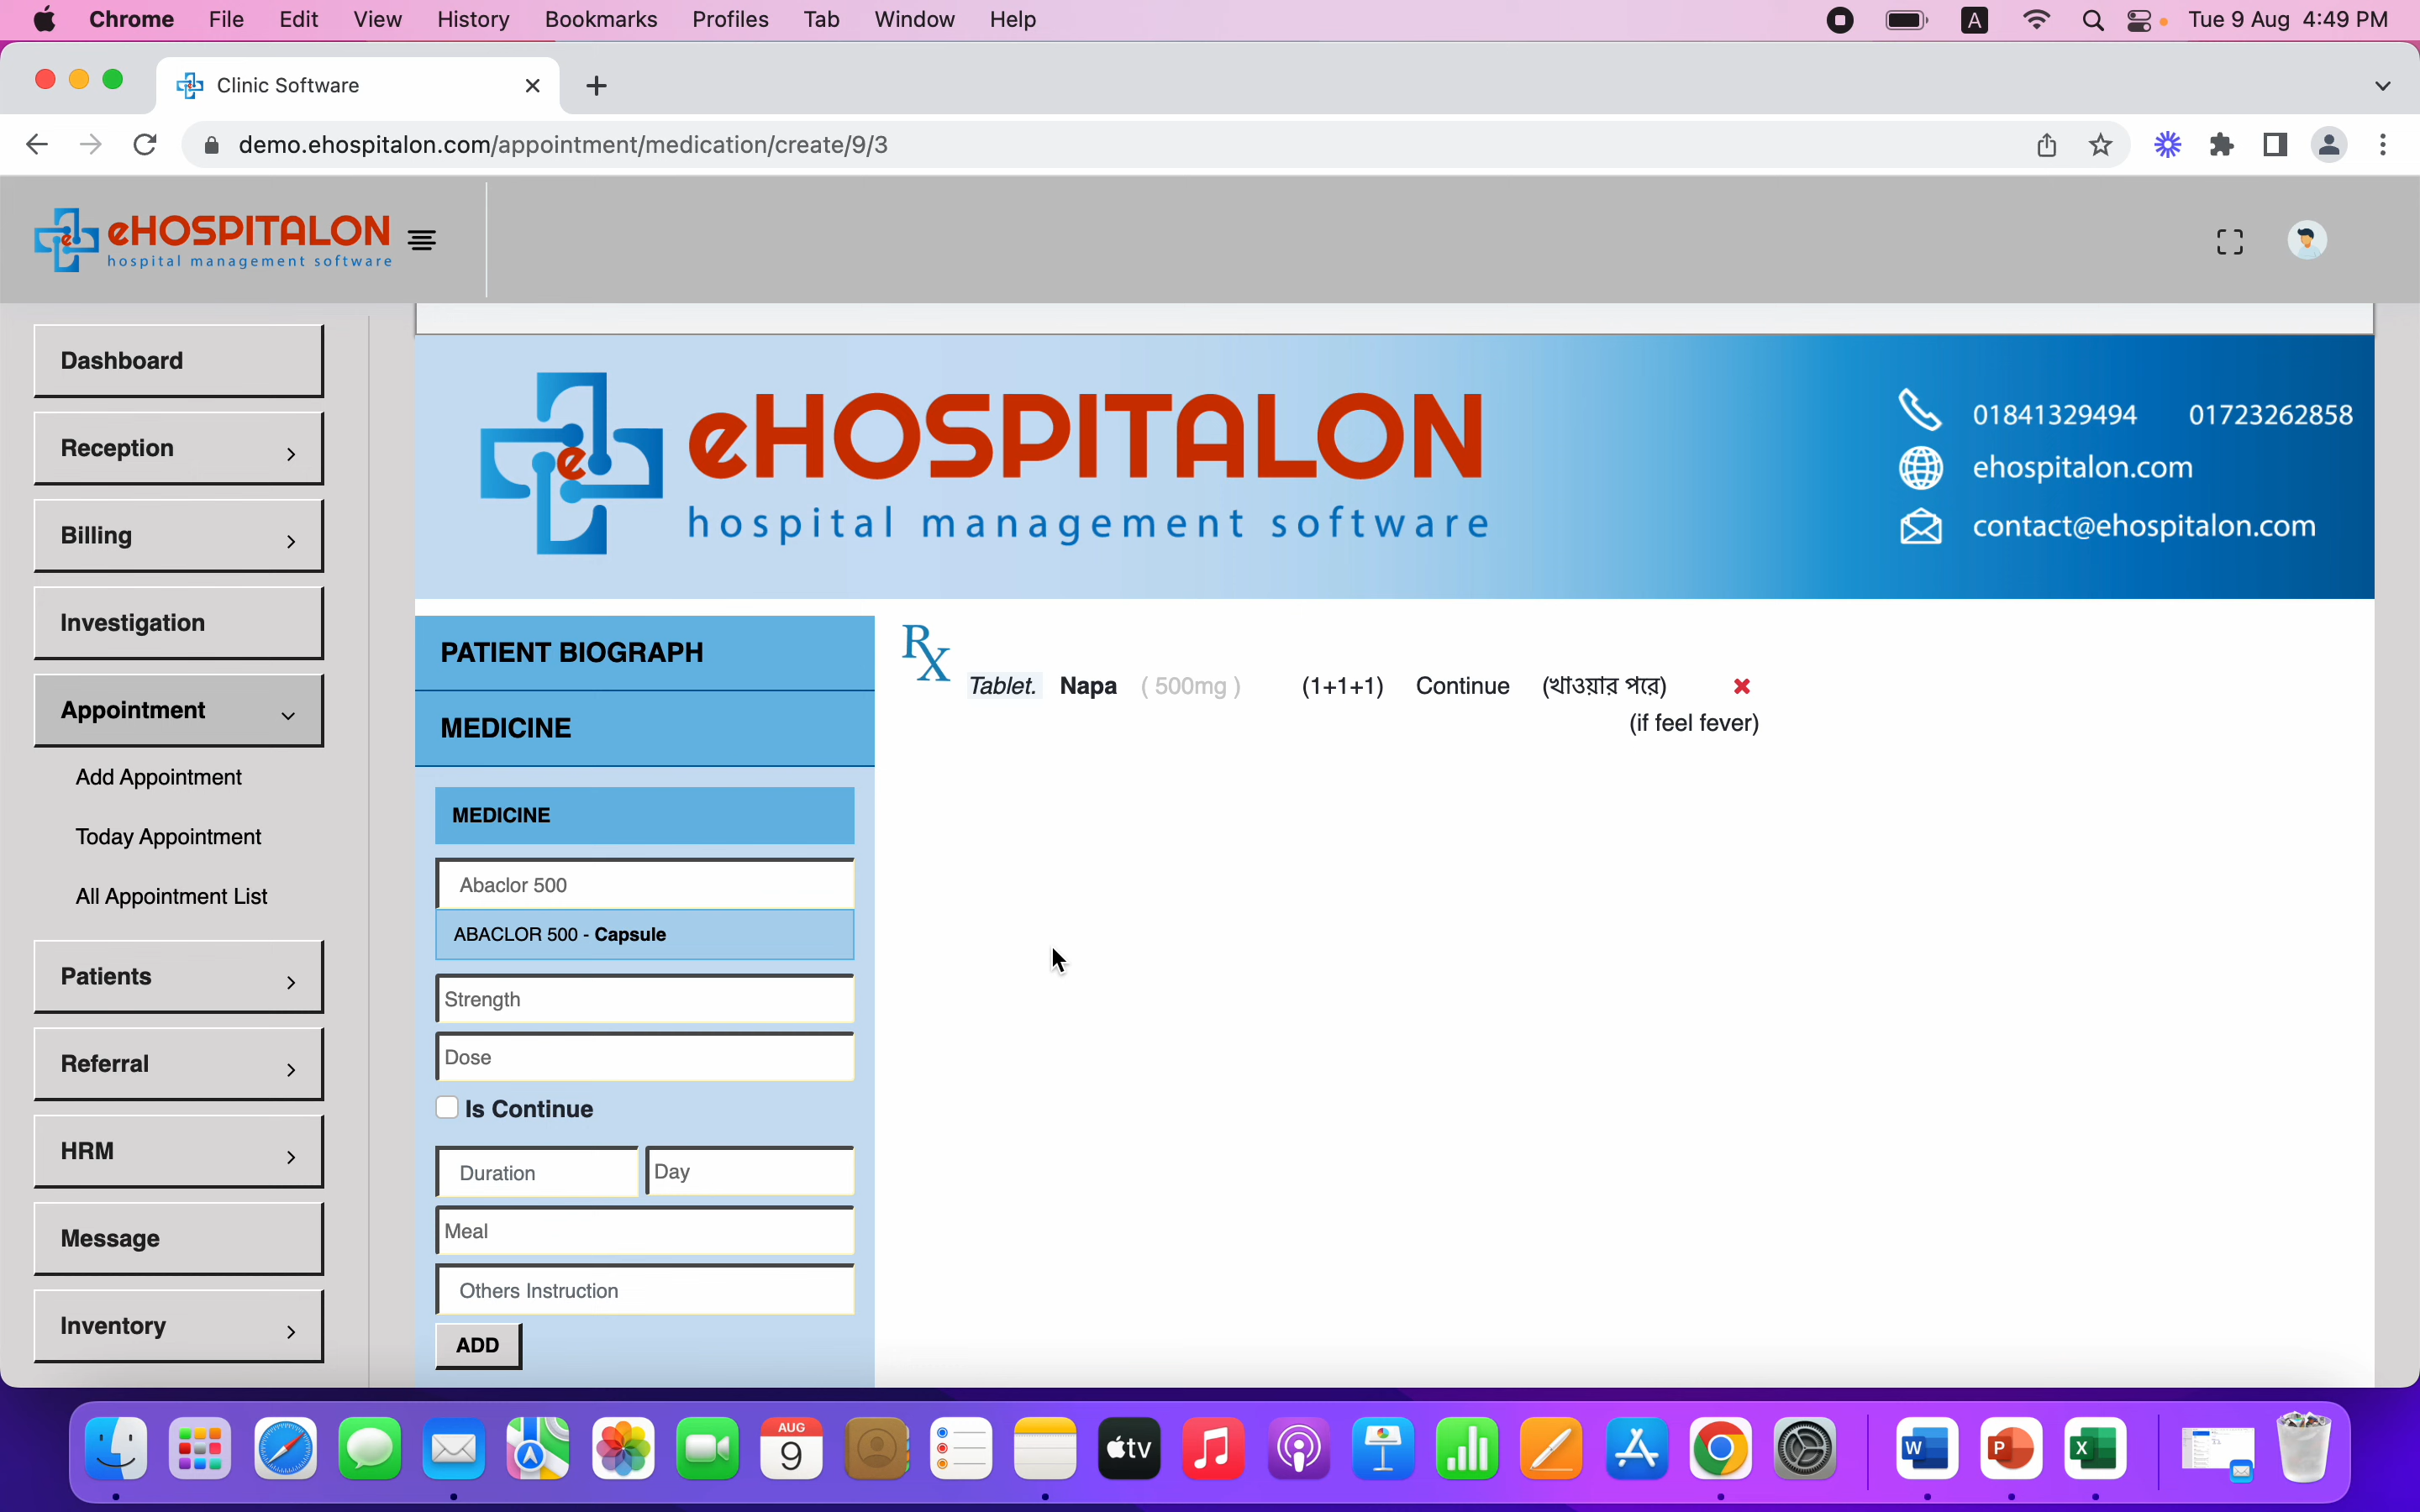 Chrome File Edit View History Bookmarks Profiles Tab Window Help A Tue 9 Aug 4:49 PM
Clinic Software
demo.ehospitalon.com/appointment/medication/create/9/3
eHOSPITALON
hospital management software
Dashboard
Reception
Billing
Investigation
Appointment
Add Appointment
Today Appointment
All Appointment List
Patients
Referral
HRM
Message
Inventory
e
eHOSPITALON
hospital management software
01841329494 01723262858
ehospitalon.com
contact@ehospitalon.com
PATIENT BIOGRAPH
MEDICINE
MEDICINE
Abaclor 500
ABACLOR 500 - Capsule
Strength
Dose
Is Continue
Duration Day
Meal
Others Instruction
ADD
Rx
Tablet. Napa ( 500mg ) (1+1+1) Continue (খাওয়ার পরে)
(if feel fever)
AUG
9
tv
W
P
X